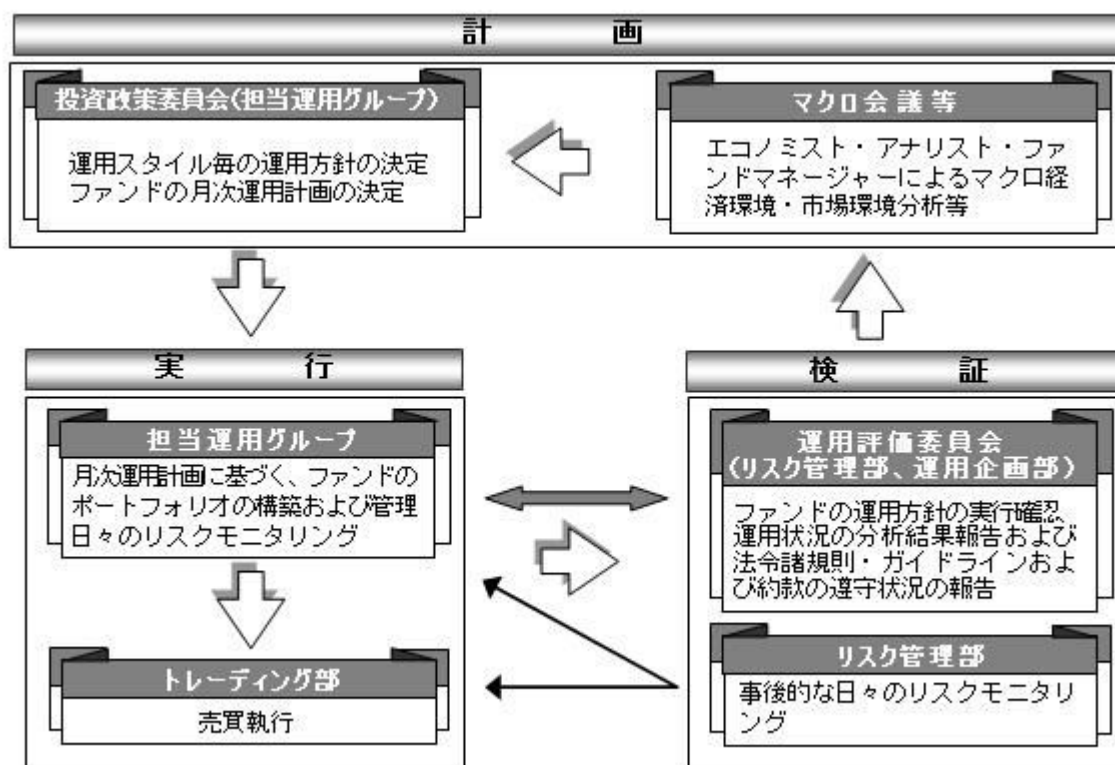 計画
投資政策委員会(担当運用グループ)
運用スタイル毎の運用方針の決定
ファンドの月次運用計画の決定
マクロ会議等
エコノミスト・アナリスト・ファ
ンドマネージャーによるマクロ経
済環境・市場環境分析等
実行
担当運用グループ
月次運用計画に基づく、ファンドの
ポートフォリオの構築および管理
日々のリスクモニタリング
トレーディング部
売買執行
検証
運用評価委員会
(リスク管理部、運用企画部)
ファンドの運用方針の実行確認、
運用状況の分析結果報告および
法令諸規則・ガイドラインおよ
び約款の遵守状況の報告
リスク管理部
事後的な日々のリスクモニタリ
ング